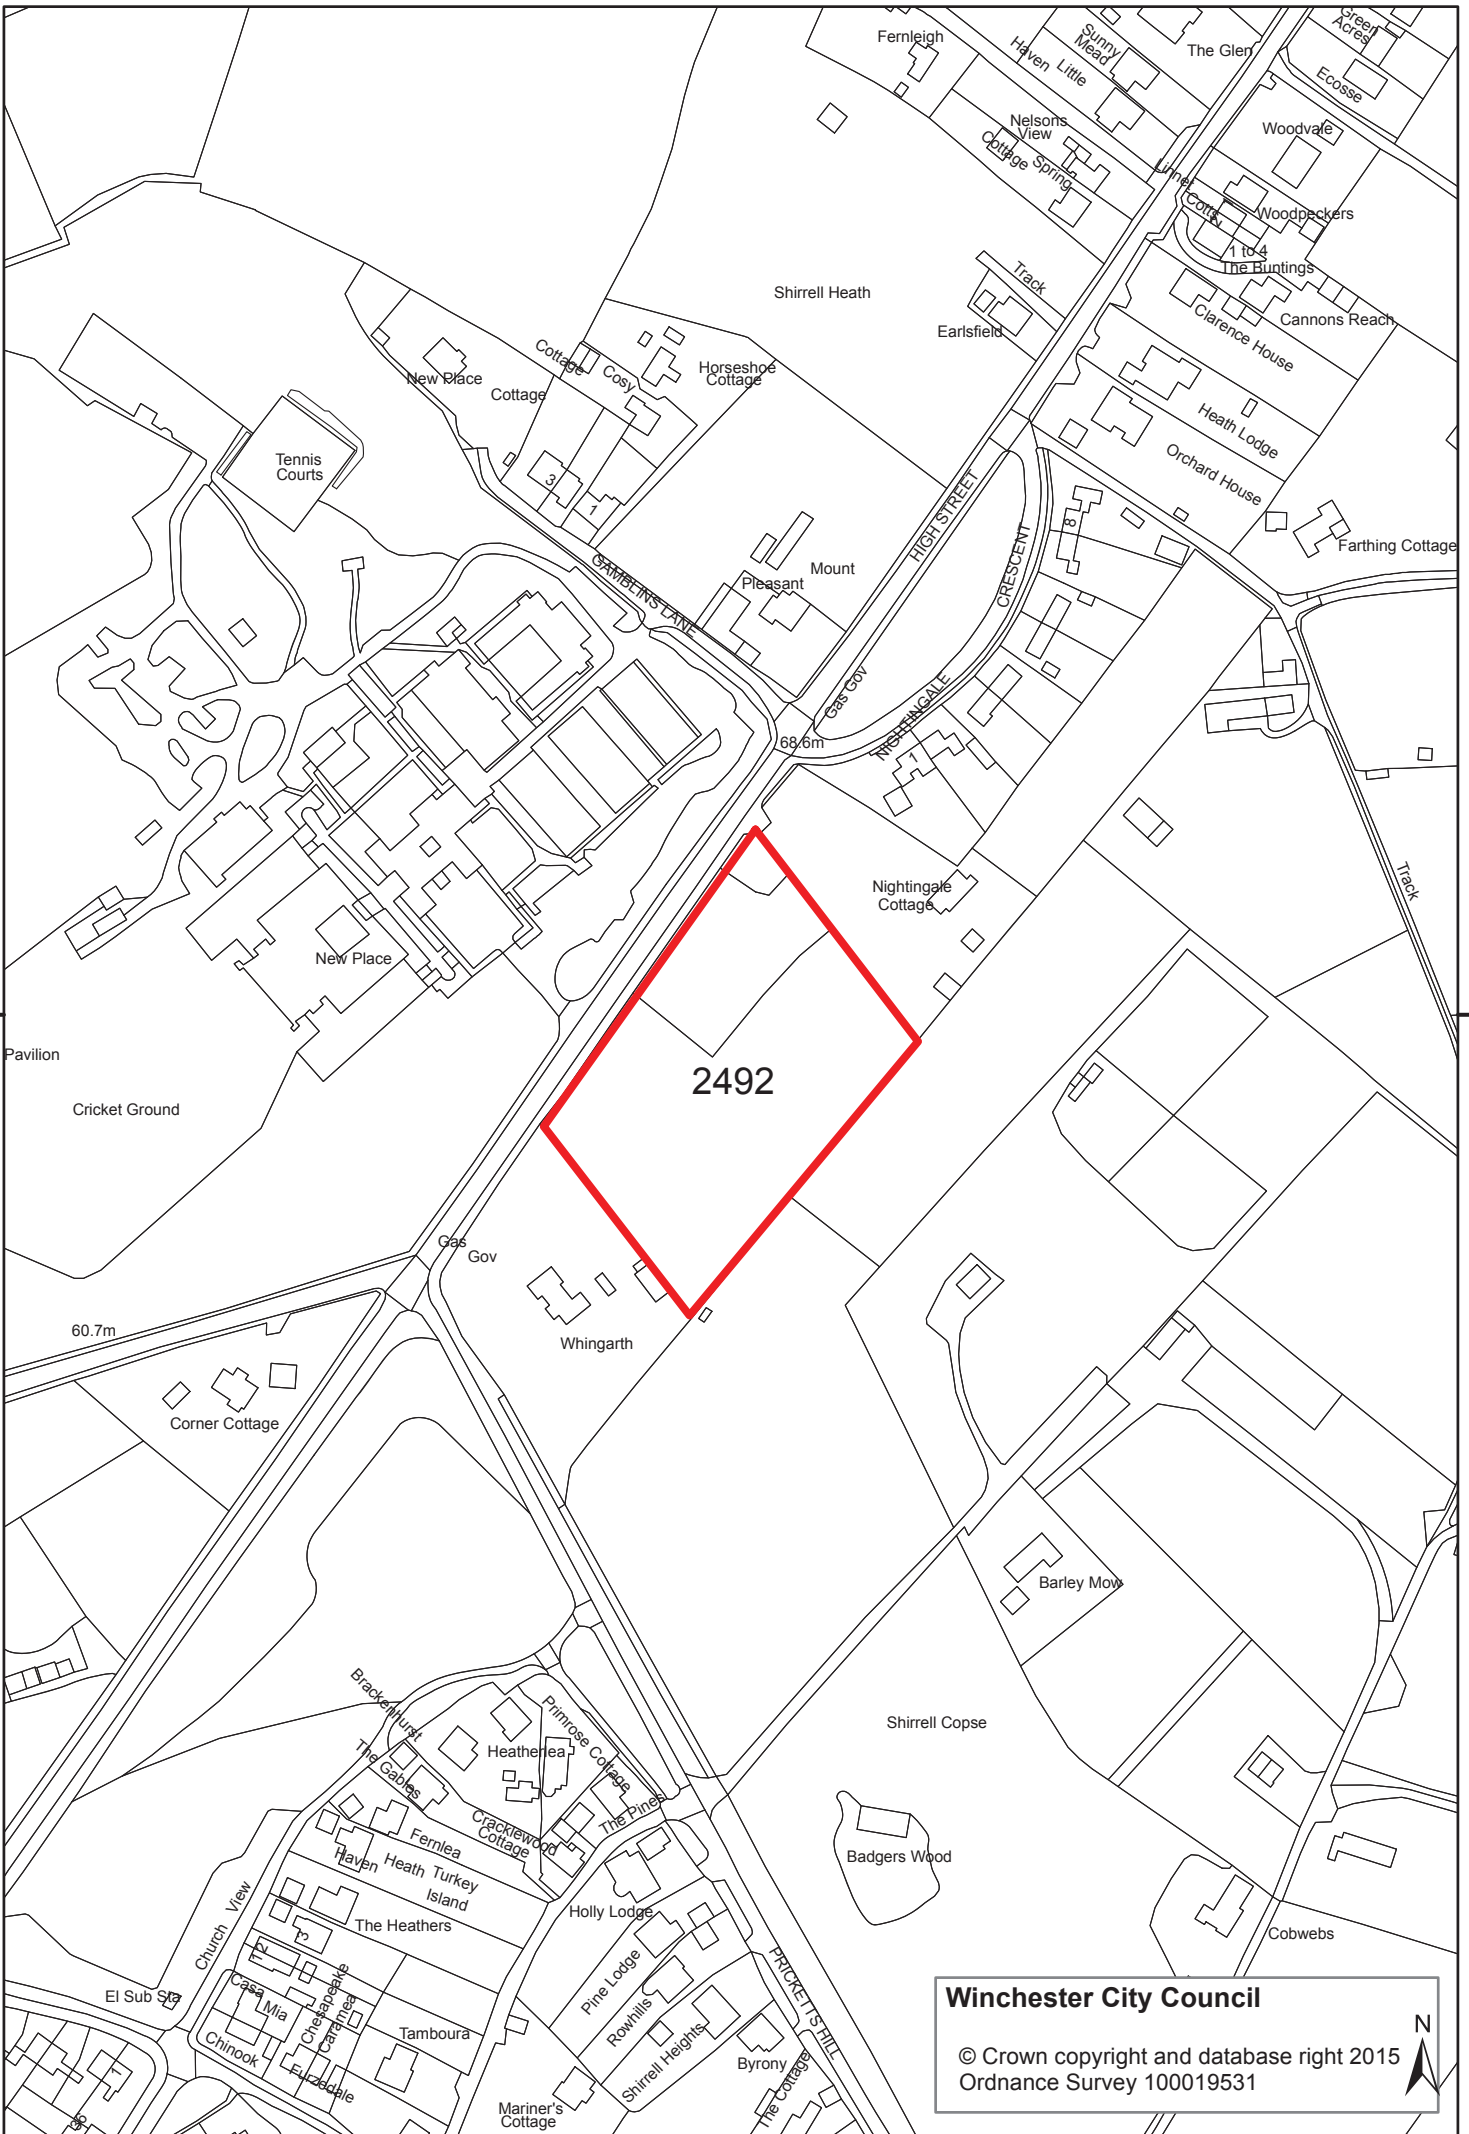 Fernleigh
Sunny
Mead
Haven Little
The Glen
Green
Acres
Ecosse
Nelsons
View
Cottage Spring
Woodvale
Linnet
Cotts
2
Woodpeckers
1 to 4
The Buntings
Track
Shirrell Heath
Earlsfield
Clarence House
Cannons Reach
Cottage
Cosy
Horseshoe
Cottage
New Place
Cottage
Heath Lodge
Orchard House
Tennis
Courts
3
1
HIGH STREET
8
CRESCENT
Farthing Cottage
GAMBLINS LANE
Mount
Pleasant
Gas Gov
NIGHTINGALE
68.6m
1
Nightingale
Cottage
Track
New Place
Pavilion
2492
Cricket Ground
Gas
Gov
60.7m
Whingarth
Corner Cottage
Barley Mow
Brackenhurst
Primrose Cottage
Shirrell Copse
Heatherlea
The Gables
The Pines
Cracklewood
Cottage
Fernlea
Haven Heath Turkey
Island
Badgers Wood
Church View
Holly Lodge
The Heathers
3
12
Cobwebs
El Sub Sta
Casa
Mia
Chesapeake
Caramea
Pine Lodge
Rowhills
PRICKETTS HILL
Tamboura
Chinook
Furzedale
Shirrell Heights
Byrony
The Cottage
1
36
Mariner's
Cottage
Winchester City Council
N
© Crown copyright and database right 2015
Ordnance Survey 100019531